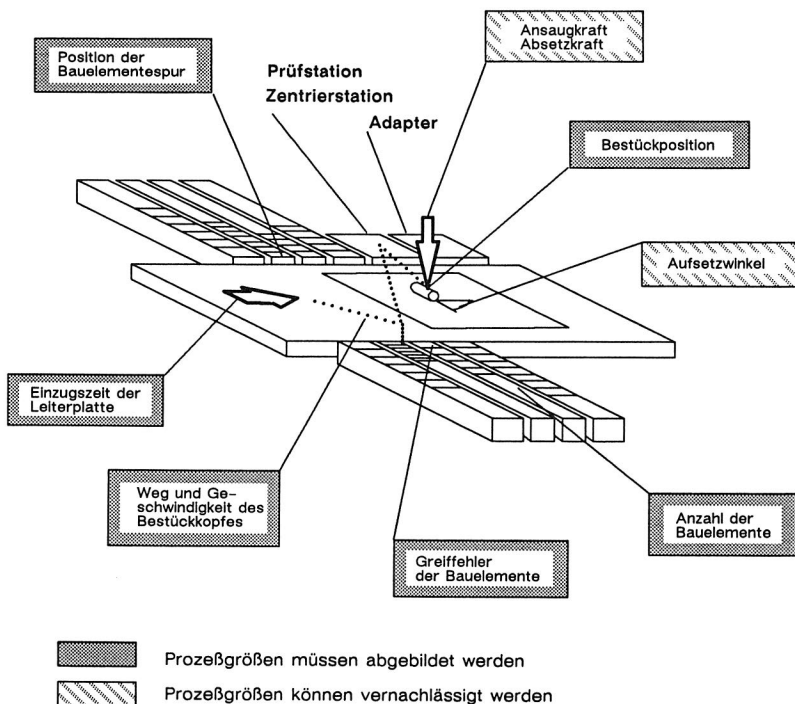 Ansaugkraft
Absetzkraft
Position der
Bauelementespur
Prüfstation
Zentrierstation
Adapter
Bestückposition
Aufsetzwinkel
Einzugszeit der
Leiterplatte
Weg und Ge-
schwindigkeit des
Bestückkopfes
Greiffehler
der Bauelemente
Anzahl der
Bauelemente
Prozeßgrößen müssen abgebildet werden
Prozeßgrößen können vernachlässigt werden